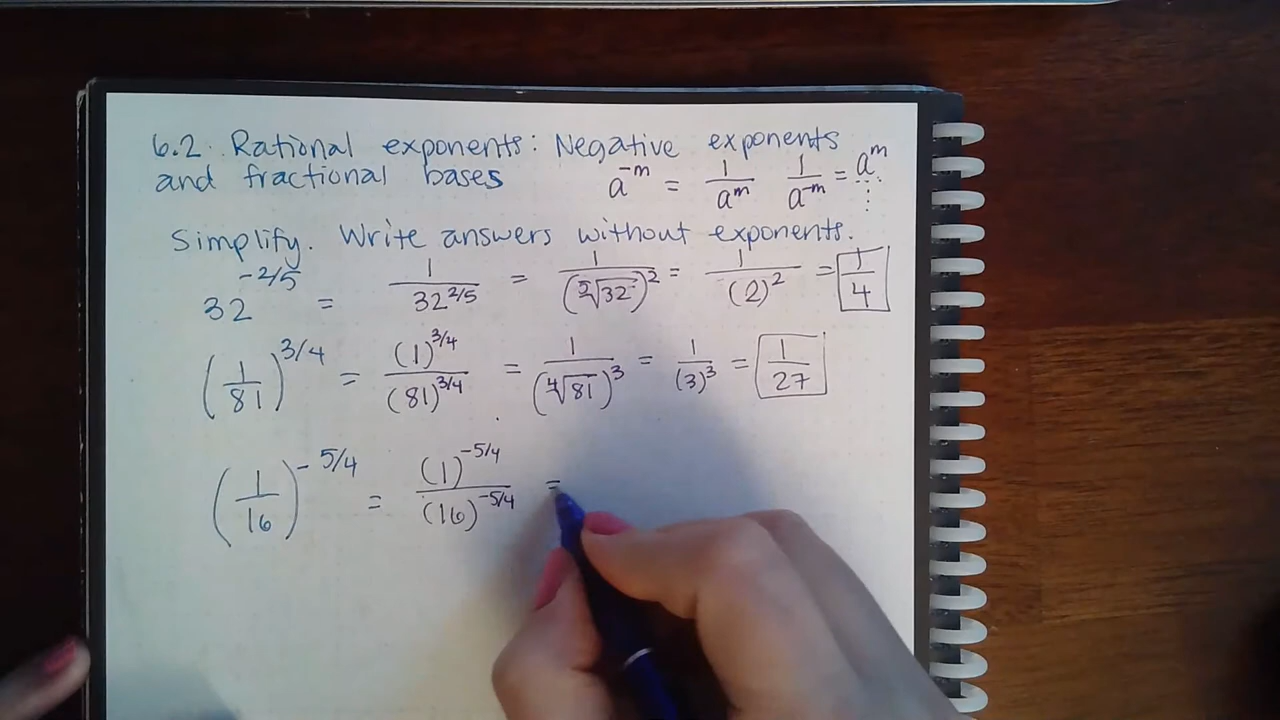 6.2 Rational exponents: Negative exponents
and fractional bases a^{-m} = 1/a^m 1/a^{-m} = a^m
Simplify. Write answers without exponents.
32^{-2/5} = 1/32^{2/5} = 1/(⁵√32)^2 = 1/(2)^2 = 1/4
(1/81)^{3/4} = (1)^{3/4}/(81)^{3/4} = 1/(⁴√81)^3 = 1/(3)^3 = 1/27
(1/16)^{-5/4} = (1)^{-5/4}/(16)^{-5/4} =